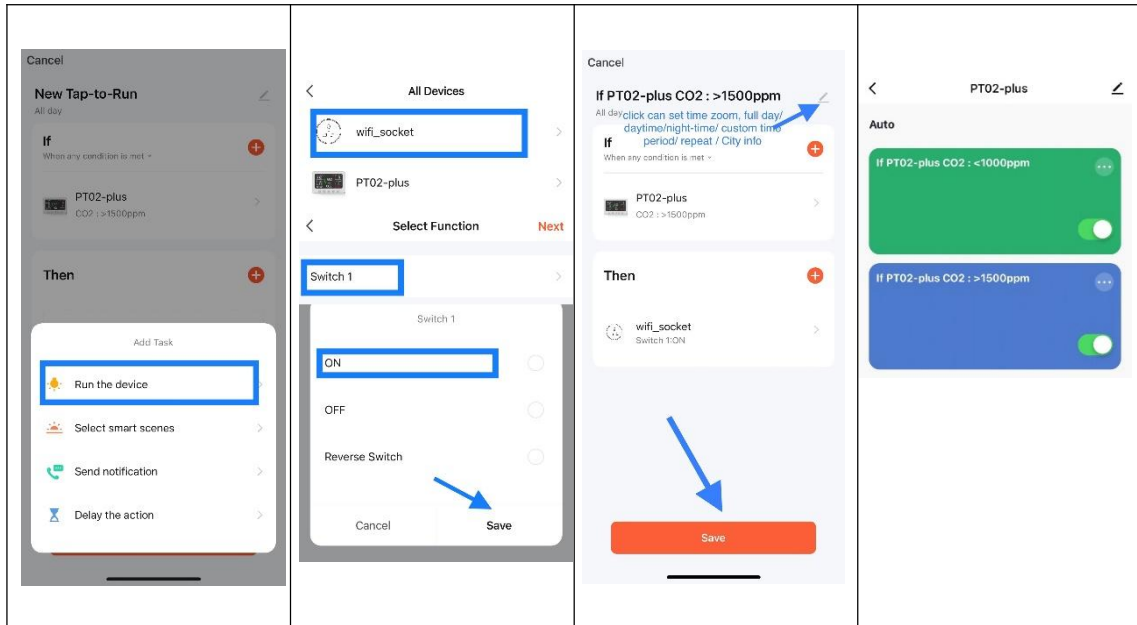 Cancel
New Tap-to-Run
All day
If
When any condition is met
PT02-plus
CO2 : >1500ppm
Then
Add Task
Run the device
Select smart scenes
Send notification
Delay the action
All Devices
wifi_socket
PT02-plus
Select Function
Next
Switch 1
Switch 1
ON
OFF
Reverse Switch
Cancel
Save
Cancel
If PT02-plus CO2 : >1500ppm
All day
click can set time zoom, full day/
daytime/night-time/ custom time
period/ repeat / City info
If
When any condition is met
PT02-plus
CO2 : >1500ppm
Then
wifi_socket
Switch 1:ON
Save
PT02-plus
Auto
If PT02-plus CO2 : <1000ppm
If PT02-plus CO2 : >1500ppm